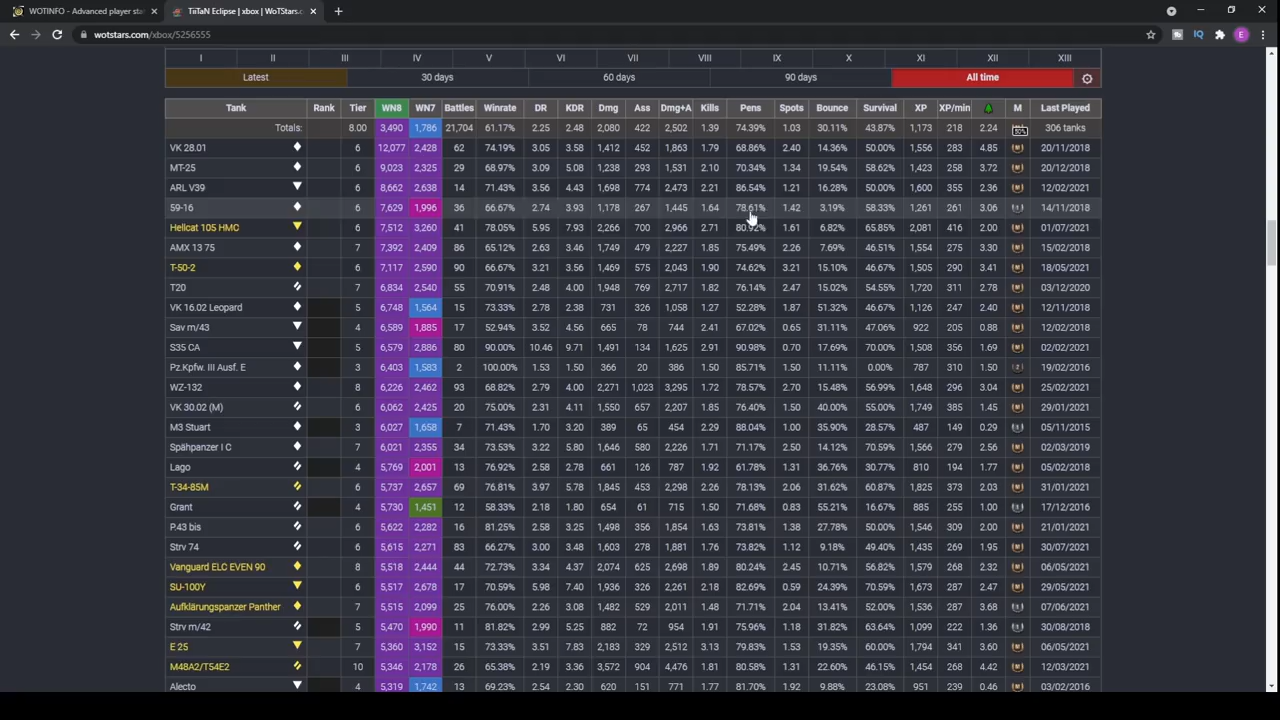 WOTINFO - Advanced player sta
TiiTaN Eclipse | xbox | WoTStars.c
E
wotstars.com/xbox/5256555
I II III IV V VI VII VIII IX X XI XII XIII
Latest 30 days 60 days 90 days All time
Tank Rank Tier WN8 WN7 Battles Winrate DR KDR Dmg Ass Dmg+A Kills Pens Spots Bounce Survival XP XP/min M Last Played
Totals: 8.00 3,490 1,786 21,704 61.17% 2.25 2.48 2,080 422 2,502 1.39 74.39% 1.03 30.11% 43.87% 1,173 218 2.24 50% 306 tanks
VK 28.01 6 12,077 2,428 62 74.19% 3.05 3.58 1,412 452 1,863 1.79 68.86% 2.40 14.36% 50.00% 1,556 283 4.85 20/11/2018
MT-25 6 9,023 2,325 29 68.97% 3.09 5.08 1,238 293 1,531 2.10 70.34% 1.34 19.54% 58.62% 1,423 258 3.72 20/12/2018
ARL V39 6 8,662 2,638 14 71.43% 3.56 4.43 1,698 774 2,473 2.21 86.54% 1.21 16.28% 50.00% 1,600 355 2.36 12/02/2021
59-16 6 7,629 1,996 36 66.67% 2.74 3.93 1,178 267 1,445 1.64 78.61% 1.42 3.19% 58.33% 1,261 261 3.06 14/11/2018
Hellcat 105 HMC 6 7,512 3,260 41 78.05% 5.98 7.93 2,266 700 2,966 2.71 80.92% 1.61 6.82% 65.85% 2,081 416 2.00 01/07/2021
AMX 13 75 7 7,392 2,409 86 65.12% 2.63 3.46 1,749 479 2,227 1.85 75.49% 2.26 7.69% 46.51% 1,554 275 3.30 15/02/2018
T-50-2 6 7,117 2,590 90 66.67% 3.21 3.56 1,469 575 2,043 1.90 74.62% 3.21 15.10% 46.67% 1,505 290 3.41 18/05/2021
T20 7 6,834 2,540 55 70.91% 2.48 4.00 1,948 769 2,717 1.82 76.14% 2.47 15.02% 54.55% 1,720 311 2.78 03/12/2020
VK 16.02 Leopard 5 6,748 1,564 15 73.33% 2.78 2.38 731 326 1,058 1.27 52.28% 1.87 51.32% 46.67% 1,126 247 2.40 12/11/2018
Sav m/43 4 6,589 1,885 17 52.94% 3.52 4.56 665 78 744 2.41 67.02% 0.65 31.11% 47.06% 922 205 0.88 12/02/2018
S35 CA 5 6,579 2,886 80 90.00% 10.46 9.71 1,491 134 1,625 2.91 90.98% 0.70 17.69% 70.00% 1,508 356 1.69 02/02/2021
Pz.Kpfw. III Ausf. E 3 6,403 1,583 2 100.00% 1.53 1.50 366 20 386 1.50 85.71% 1.50 11.11% 0.00% 787 310 1.50 19/02/2016
WZ-132 8 6,226 2,462 93 68.82% 2.79 4.00 2,271 1,023 3,295 1.72 78.57% 2.70 15.48% 56.99% 1,648 296 3.04 25/02/2021
VK 30.02 (M) 6 6,062 2,425 20 75.00% 2.31 4.11 1,550 657 2,207 1.85 76.40% 1.50 40.00% 55.00% 1,749 385 1.45 29/01/2021
M3 Stuart 3 6,027 1,658 7 71.43% 1.70 3.20 389 65 454 2.29 88.04% 1.00 35.90% 28.57% 487 149 0.29 05/11/2015
Spähpanzer I C 7 6,021 2,355 34 73.53% 3.22 5.80 1,646 580 2,226 1.71 71.17% 2.50 14.12% 70.59% 1,566 279 2.56 02/03/2019
Lago 4 5,769 2,001 13 76.92% 2.58 2.78 661 126 787 1.92 61.78% 1.31 36.76% 30.77% 810 194 1.77 05/02/2018
T-34-85M 6 5,737 2,657 69 76.81% 3.97 5.78 1,845 453 2,298 2.26 78.13% 2.06 31.62% 60.87% 1,825 373 2.03 31/01/2021
Grant 4 5,730 1,451 12 58.33% 2.18 1.80 654 61 715 1.50 71.68% 0.83 55.21% 16.67% 885 255 1.00 17/12/2016
P.43 bis 6 5,622 2,282 16 81.25% 2.58 3.25 1,498 356 1,854 1.63 73.81% 1.38 27.78% 50.00% 1,546 309 2.00 21/01/2021
Strv 74 6 5,615 2,271 83 66.27% 3.00 3.48 1,603 278 1,881 1.76 73.82% 1.12 9.18% 49.40% 1,435 269 1.95 30/07/2021
Vanguard ELC EVEN 90 8 5,518 2,444 44 72.73% 3.34 4.37 2,074 625 2,698 1.89 80.24% 2.45 10.71% 56.82% 1,579 268 2.32 31/05/2021
SU-100Y 6 5,517 2,678 17 70.59% 5.98 7.40 1,936 326 2,261 2.18 82.69% 0.59 24.39% 70.59% 1,638 287 2.47 29/05/2021
Aufklärungspanzer Panther 7 5,515 2,099 25 76.00% 2.26 3.08 1,482 529 2,011 1.48 71.71% 2.04 13.41% 52.00% 1,536 287 3.68 07/06/2021
Strv m/42 5 5,470 1,990 11 81.82% 2.99 5.25 882 72 954 1.91 75.96% 1.18 31.82% 63.64% 1,099 222 1.36 30/08/2018
E 25 7 5,360 3,152 15 73.33% 3.51 7.83 2,183 329 2,512 3.13 79.83% 1.53 19.35% 60.00% 1,794 341 3.60 06/05/2021
M48A2/T54E2 10 5,346 2,178 26 65.38% 2.19 3.36 3,572 904 4,476 1.81 80.58% 1.31 22.60% 46.15% 1,454 268 4.42 12/03/2021
Alecto 4 5,319 1,742 13 69.23% 2.54 2.30 620 151 771 1.77 81.70% 1.92 9.88% 23.08% 951 239 0.46 03/02/2016